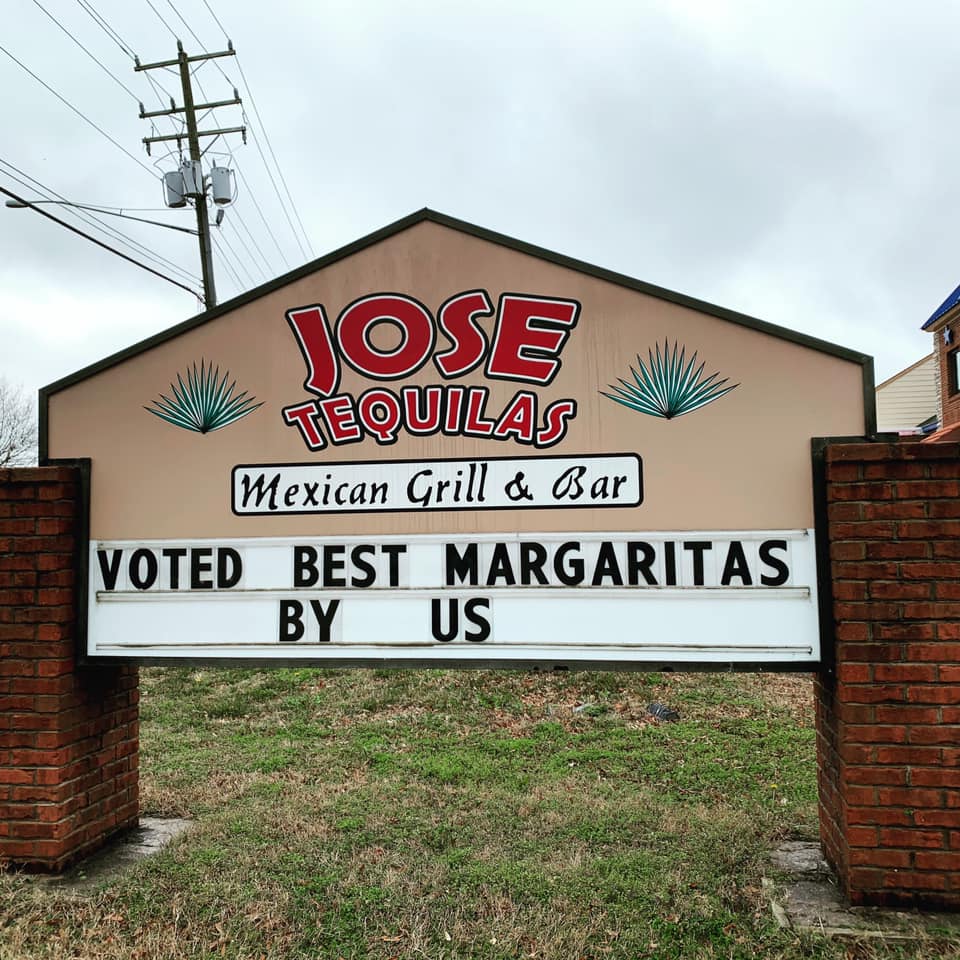 JOSE
TEQUILAS
Mexican Grill & Bar
VOTED BEST MARGARITAS
BY US